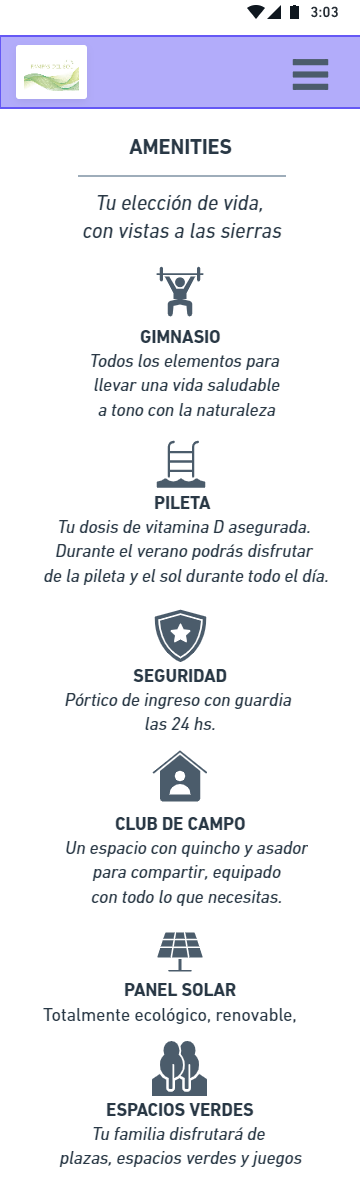 3:03
AMENITIES
Tu elección de vida,
con vistas a las sierras
GIMNASIO
Todos los elementos para
llevar una vida saludable
a tono con la naturaleza
PILETA
Tu dosis de vitamina D asegurada.
Durante el verano podrás disfrutar
de la pileta y el sol durante todo el día.
SEGURIDAD
Pórtico de ingreso con guardia
las 24 hs.
CLUB DE CAMPO
Un espacio con quincho y asador
para compartir, equipado
con todo lo que necesitas.
PANEL SOLAR
Totalmente ecológico, renovable,
ESPACIOS VERDES
Tu familia disfrutará de
plazas, espacios verdes y juegos